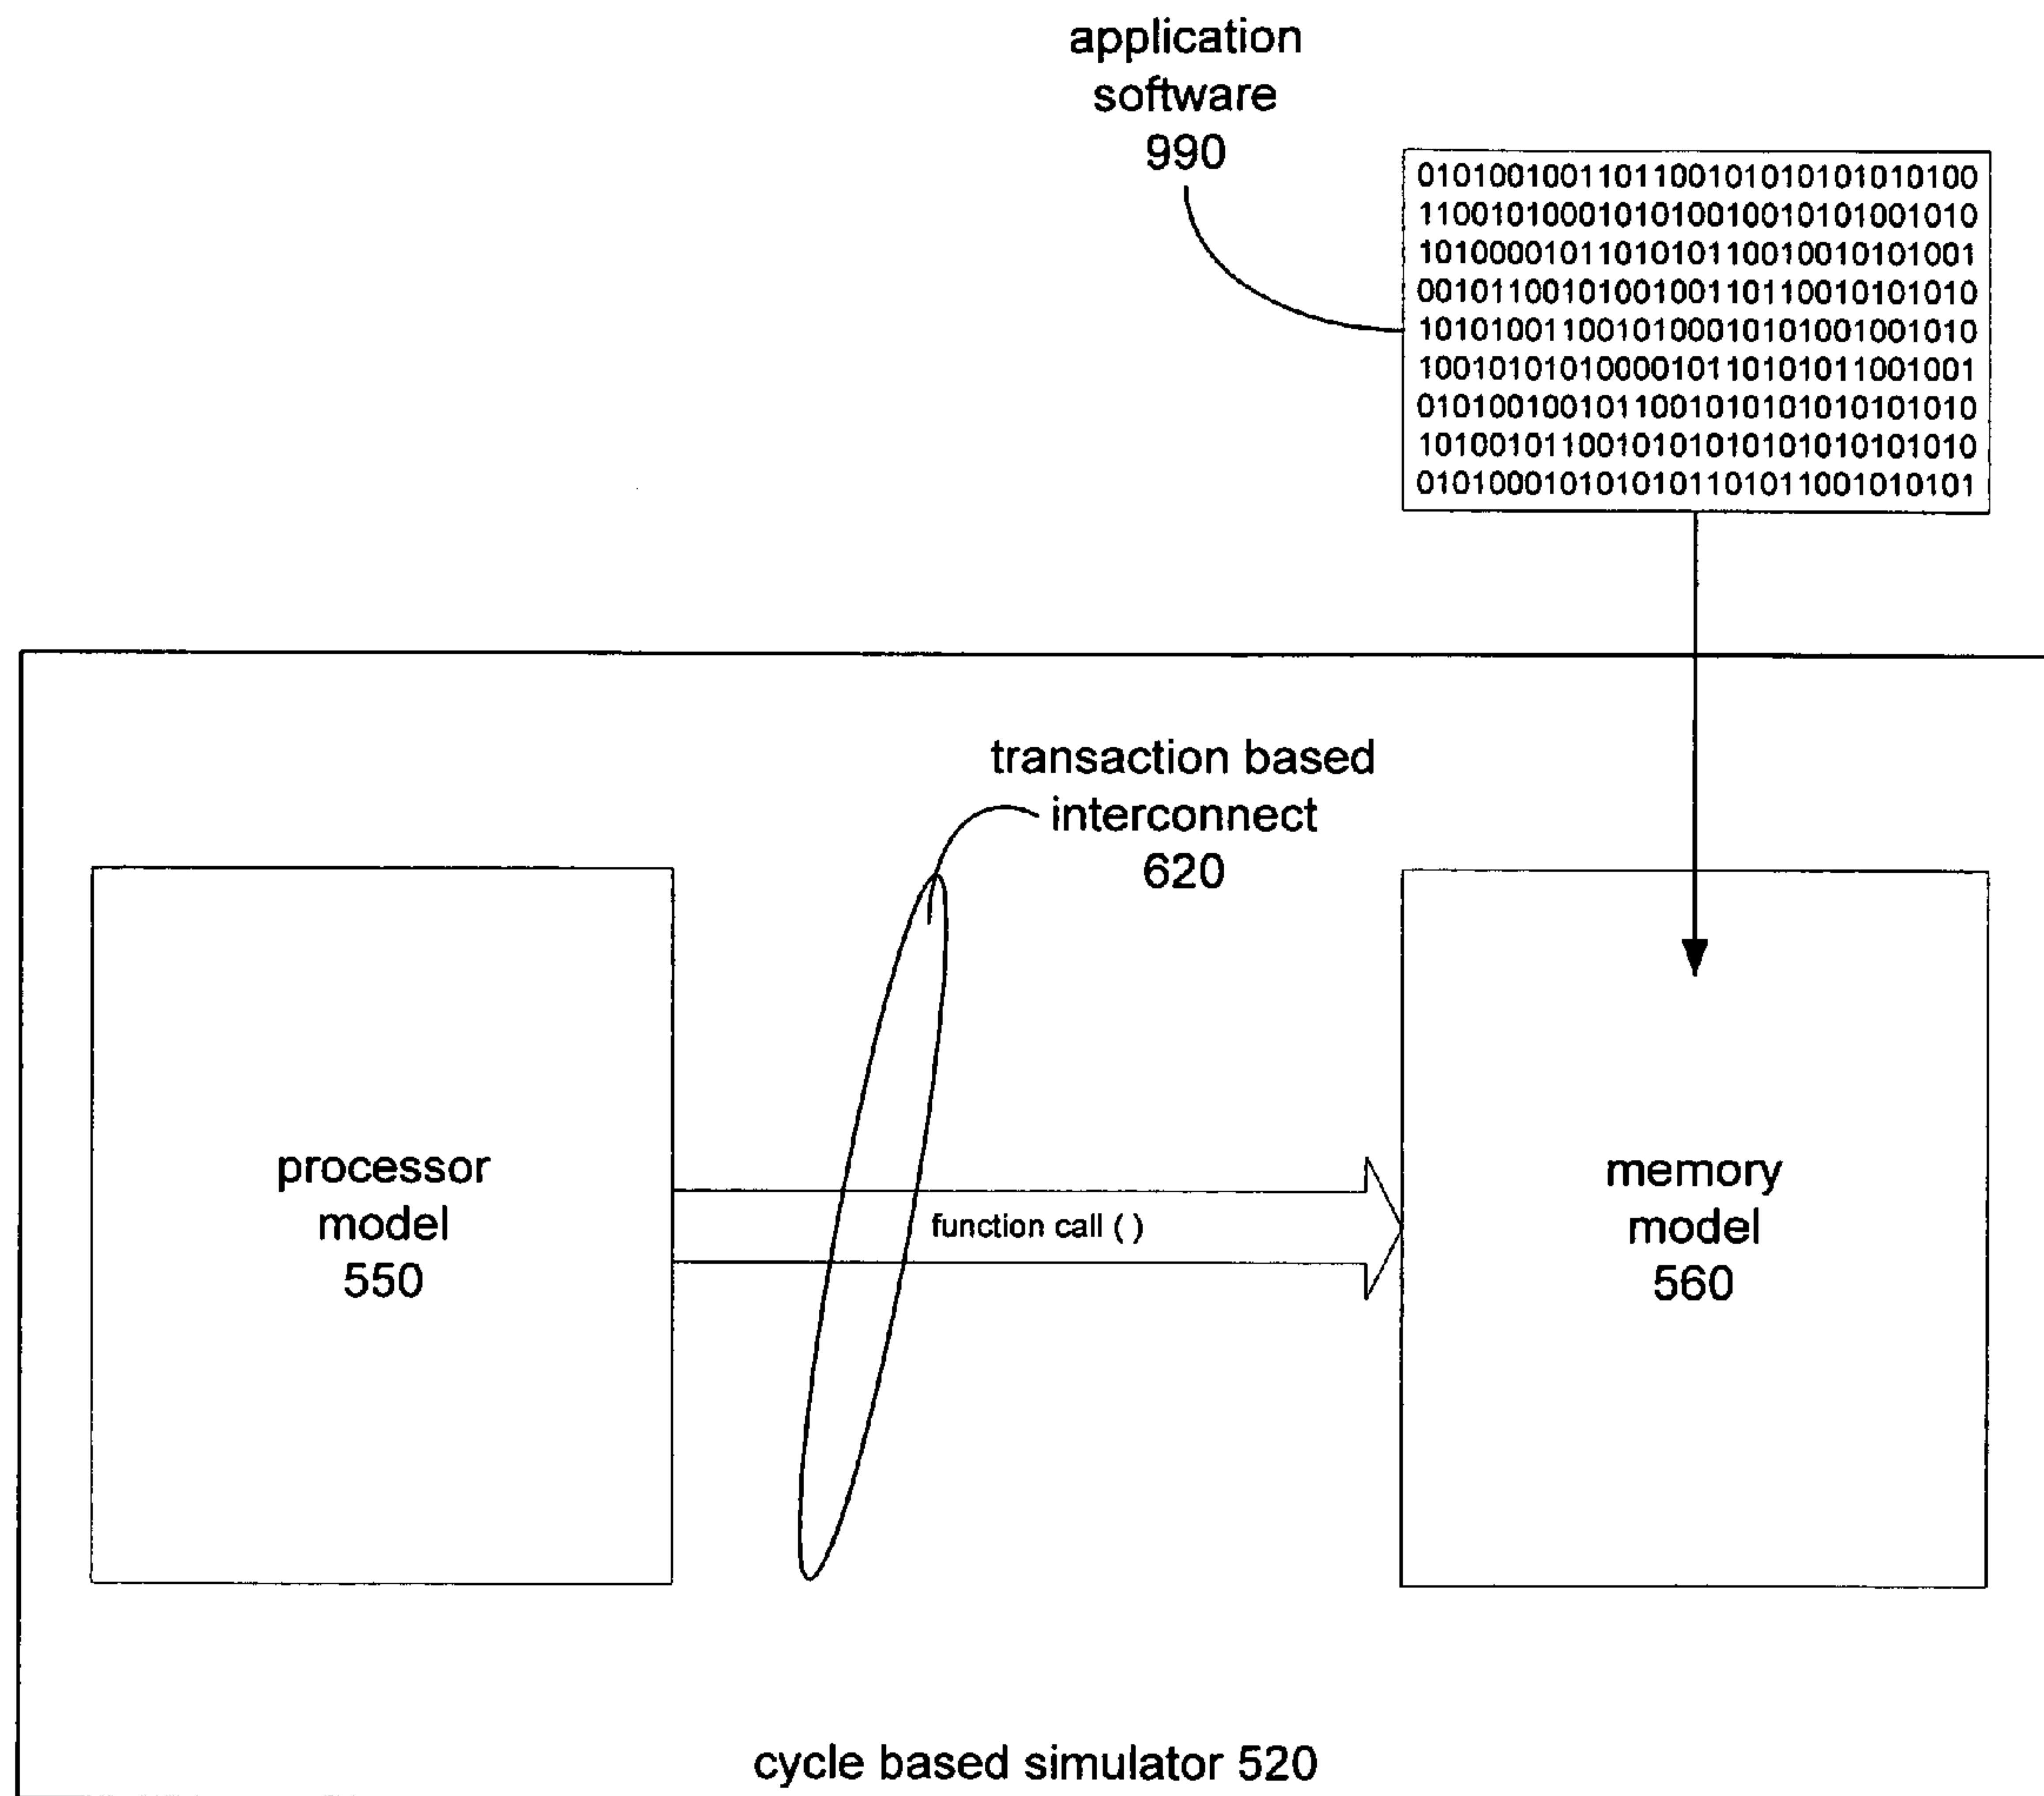 application
software
990
0101001001101100101010101010100
1100101000101010010010101001010
1010000101101010110010010101001
0010110010100100110110010101010
1010100110010100010101001001010
1001010101000010110101011001001
0101001001011001010101010101010
1010010110010101010101010101010
0101000101010101101011001010101
transaction based
interconnect
620
processor
model
550
function call ( )
memory
model
560
cycle based simulator 520